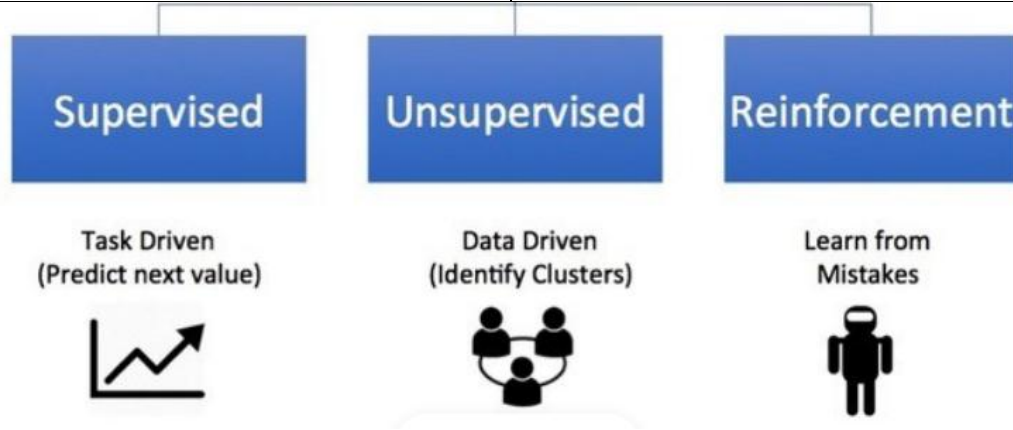 Supervised
Unsupervised
Reinforcement
Task Driven
(Predict next value)
Data Driven
(Identify Clusters)
Learn from
Mistakes